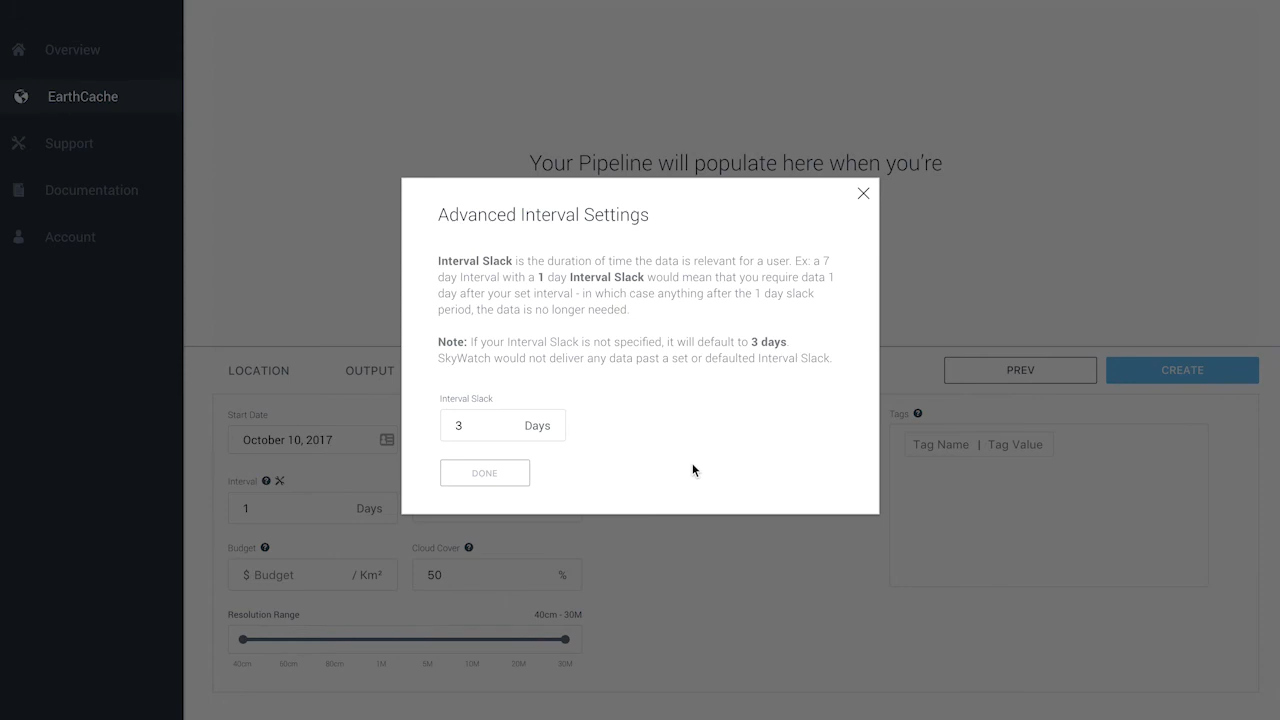 Overview
EarthCache
Support
Documentation
Account
Your Pipeline will populate here when you're
Advanced Interval Settings
Interval Slack is the duration of time the data is relevant for a user. Ex: a 7
day Interval with a 1 day Interval Slack would mean that you require data 1
day after your set interval - in which case anything after the 1 day slack
period, the data is no longer needed.
Note: If your Interval Slack is not specified, it will default to 3 days.
SkyWatch would not deliver any data past a set or defaulted Interval Slack.
Interval Slack
3 Days
DONE
LOCATION OUTPUT
PREV CREATE
Start Date
October 10, 2017
Interval
1 Days
Budget
$ Budget / Km²
Cloud Cover
50 %
Resolution Range 40cm - 30M
40cm 60cm 80cm 1M 5M 10M 20M 30M
Tags
Tag Name | Tag Value